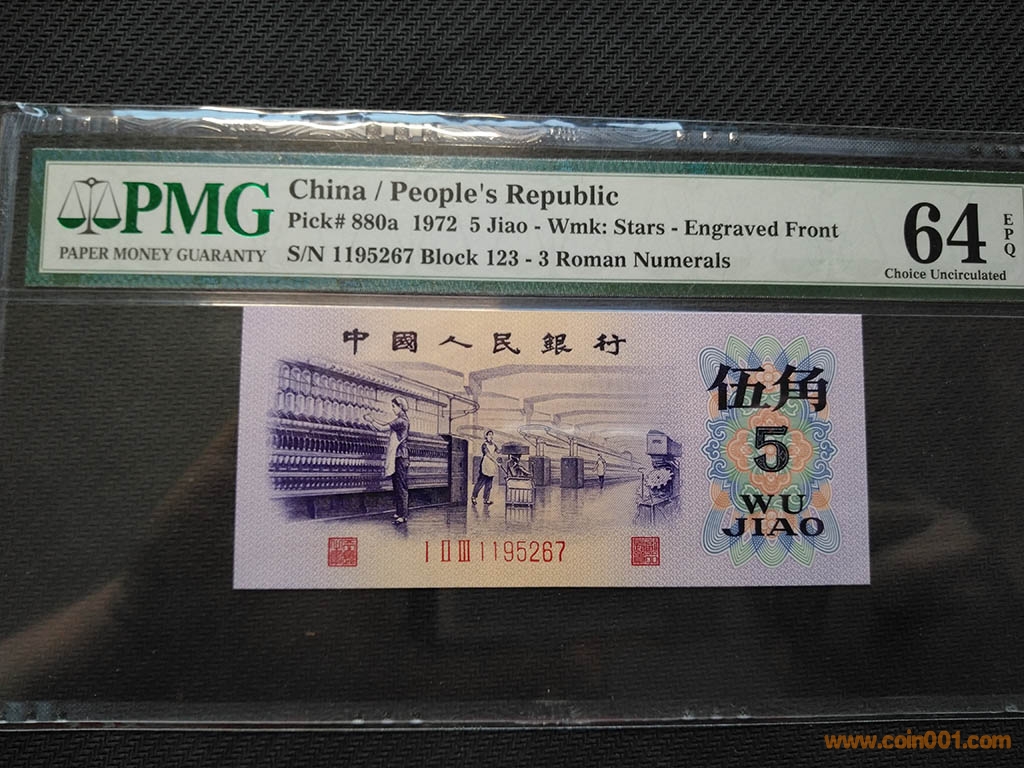 PMG
PAPER MONEY GUARANTY
China / People's Republic
Pick# 880a 1972 5 Jiao - Wmk: Stars - Engraved Front
S/N 1195267 Block 123 - 3 Roman Numerals
64
EPQ
Choice Uncirculated
中國人民銀行
伍角
5
WU
JIAO
I II III 1195267
www.coin001.com